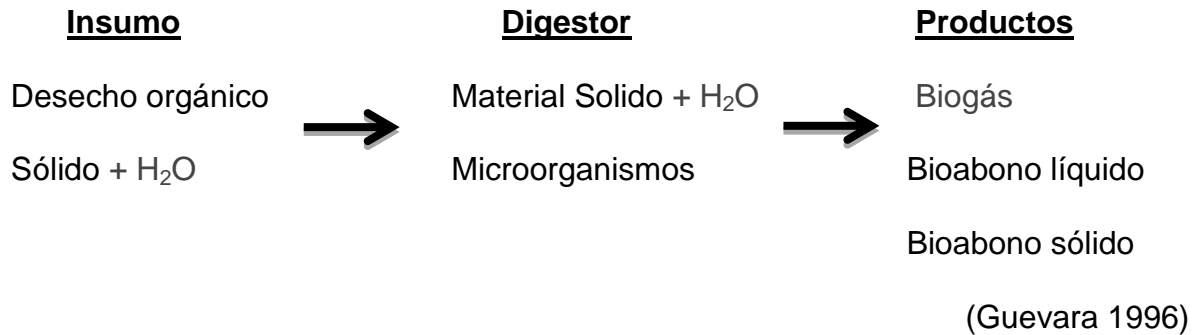 Insumo Digestor Productos
Desecho orgánico Material Solido + H₂O Biogás
Sólido + H₂O Microorganismos Bioabono líquido
Bioabono sólido
(Guevara 1996)